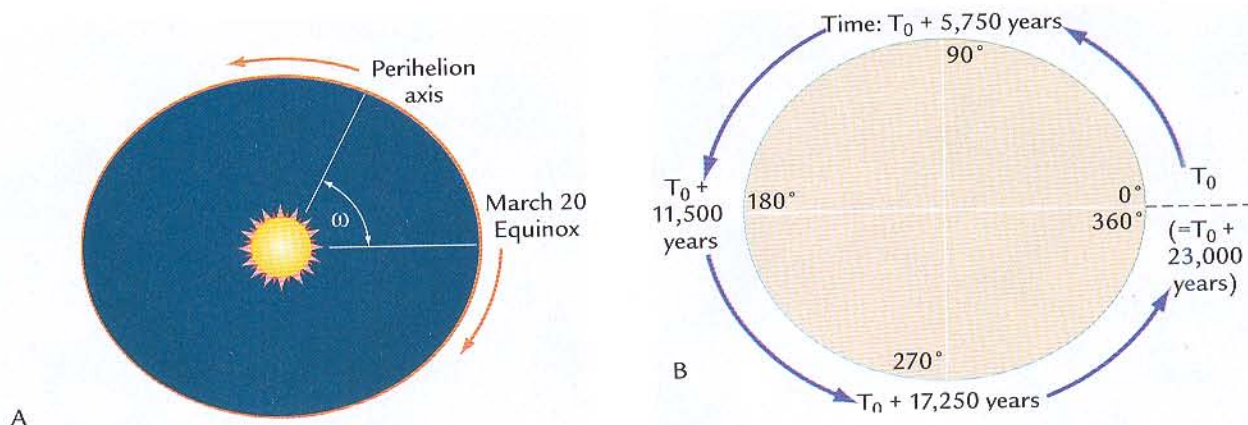 Perihelion
axis
ω
March 20
Equinox
A
Time: T₀ + 5,750 years
90°
T₀ +
11,500
years
180°
0°
360°
T₀
(=T₀ +
23,000
years)
270°
T₀ + 17,250 years
B